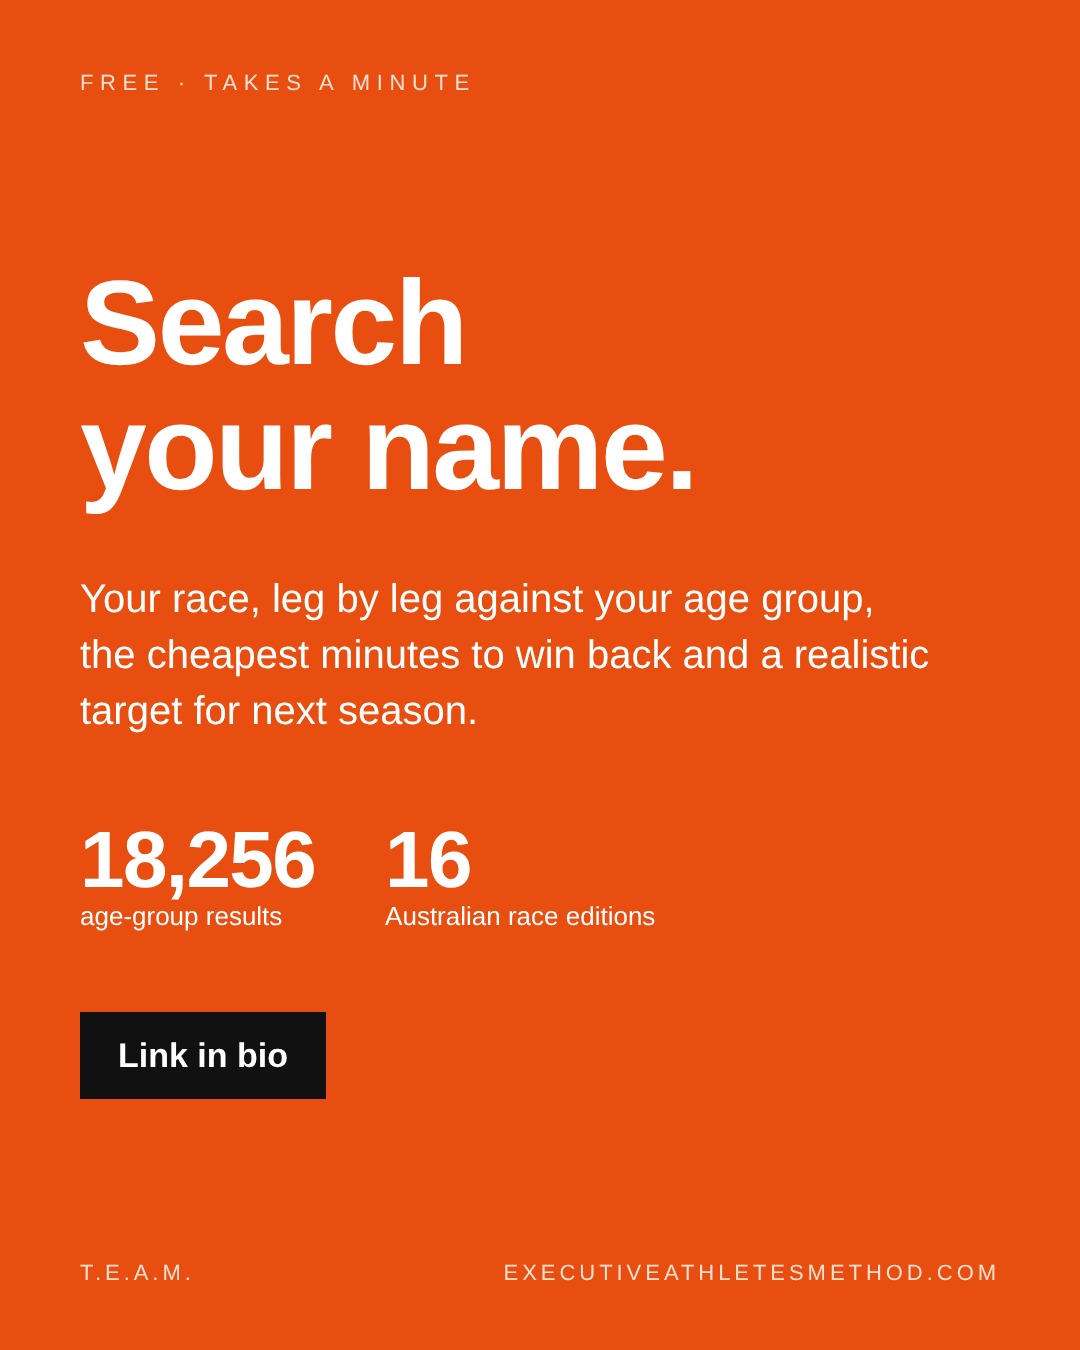 FREE · TAKES A MINUTE
Search
your name.
Your race, leg by leg against your age group,
the cheapest minutes to win back and a realistic
target for next season.
18,256 16
age-group results Australian race editions
Link in bio
T.E.A.M. EXECUTIVEATHLETESMETHOD.COM